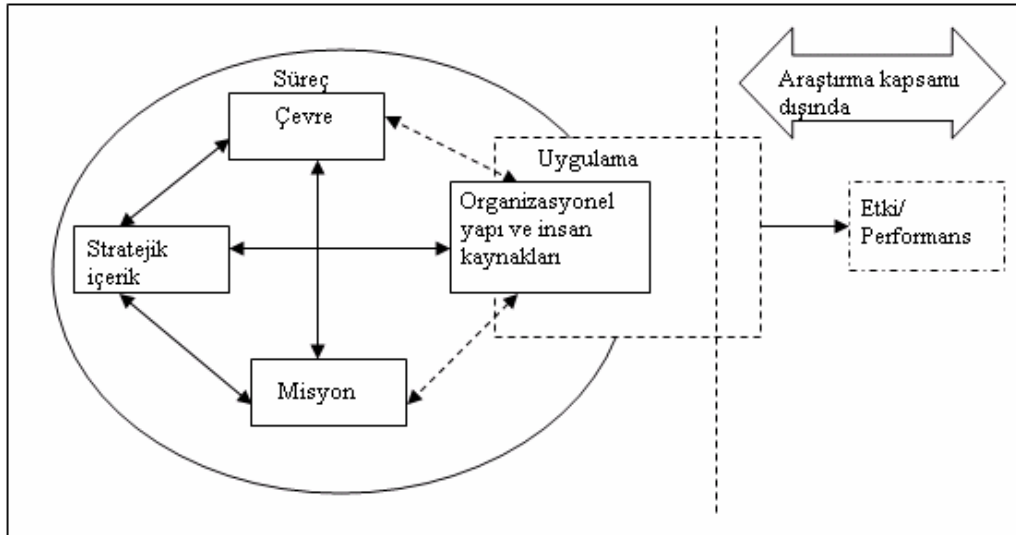 Süreç
Çevre
Araştırma kapsamı
dışında
Uygulama
Organizasyonel
yapı ve insan
kaynakları
Stratejik
içerik
Etki/
Performans
Misyon